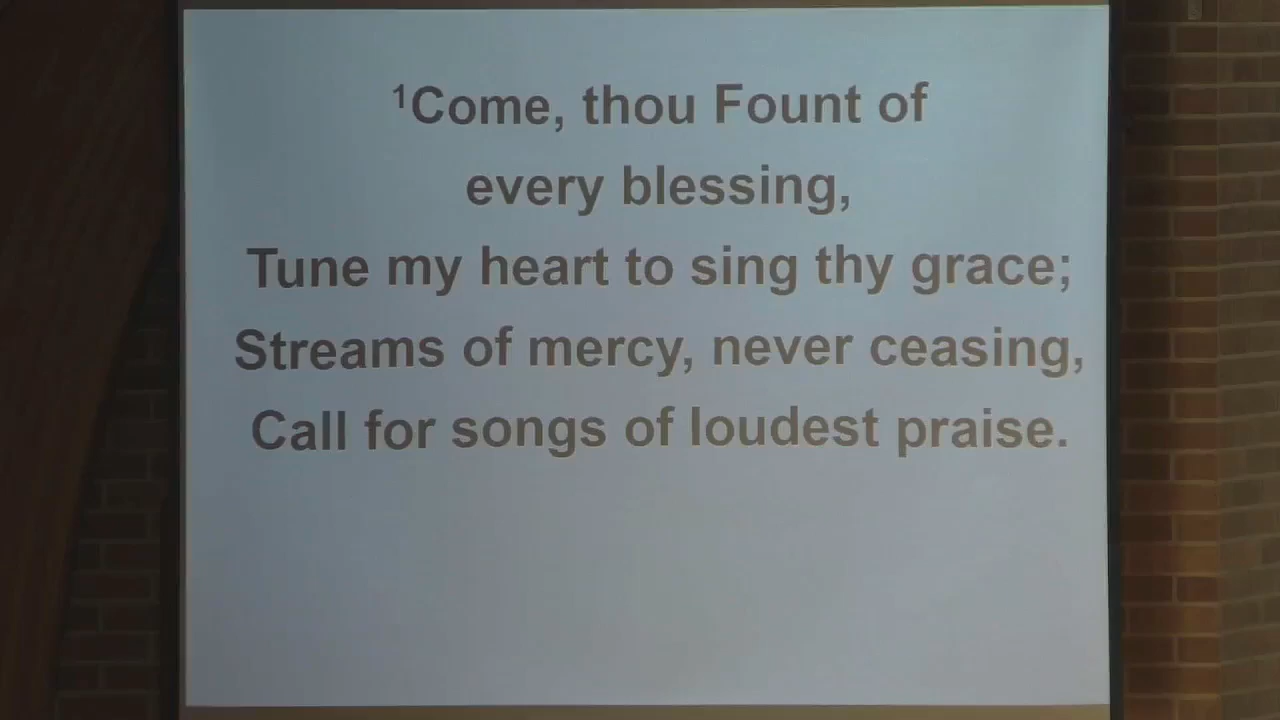 ¹Come, thou Fount of
every blessing,
Tune my heart to sing thy grace;
Streams of mercy, never ceasing,
Call for songs of loudest praise.